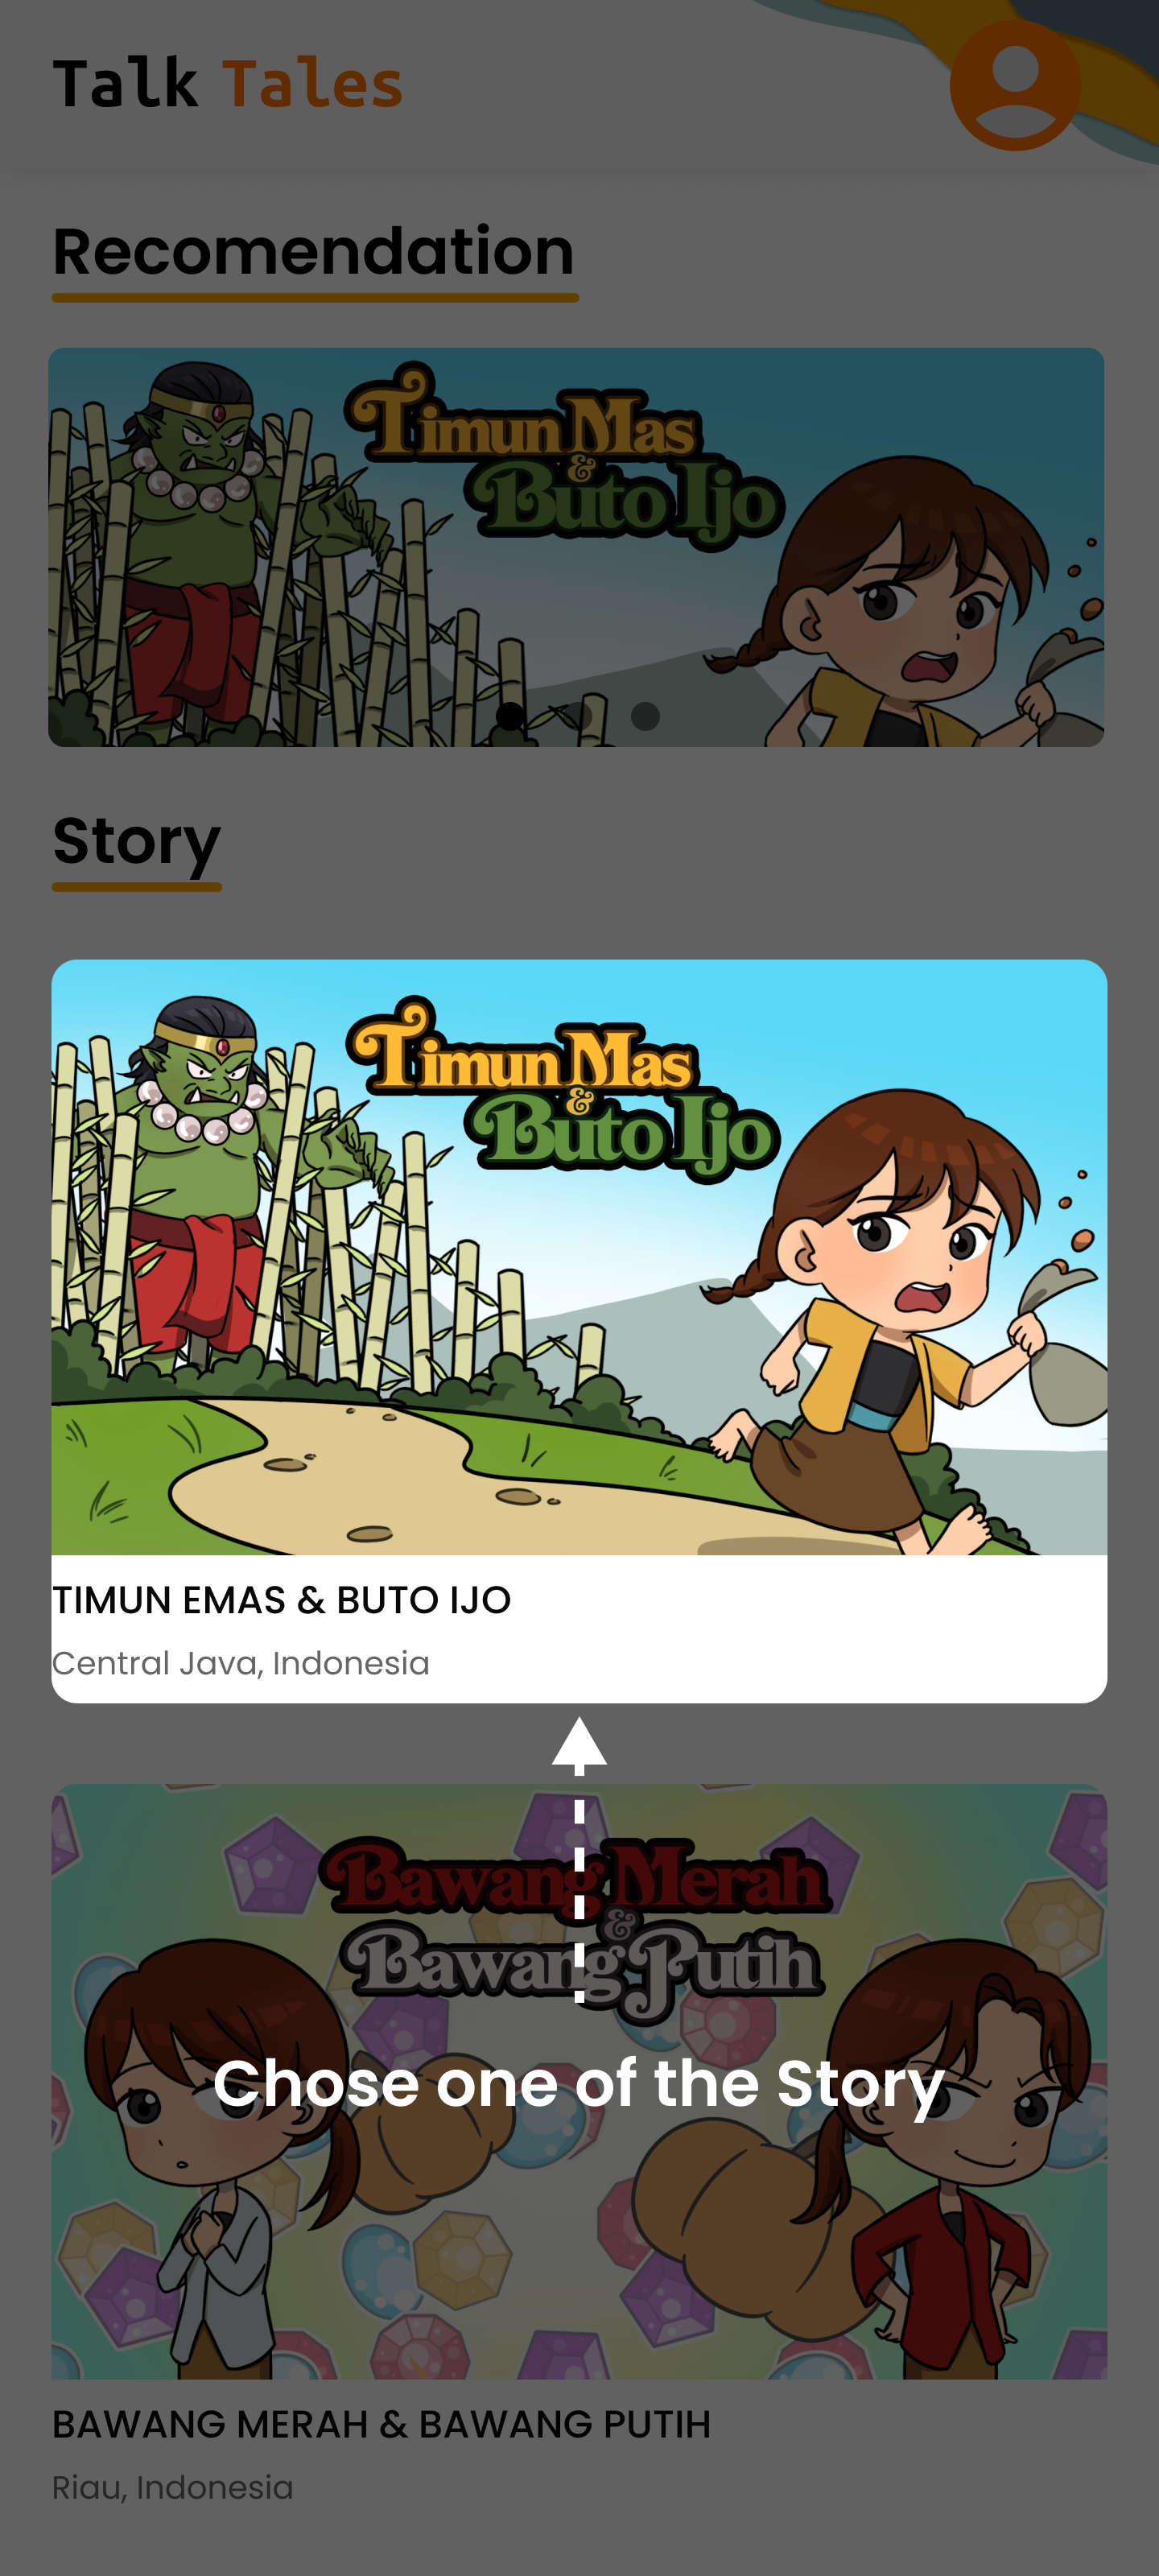 Talk Tales
Recomendation
Timun Mas
&
Buto Ijo
Story
Timun Mas
&
Buto Ijo
TIMUN EMAS & BUTO IJO
Central Java, Indonesia
Bawang Merah
&
Bawang Putih
Chose one of the Story
BAWANG MERAH & BAWANG PUTIH
Riau, Indonesia